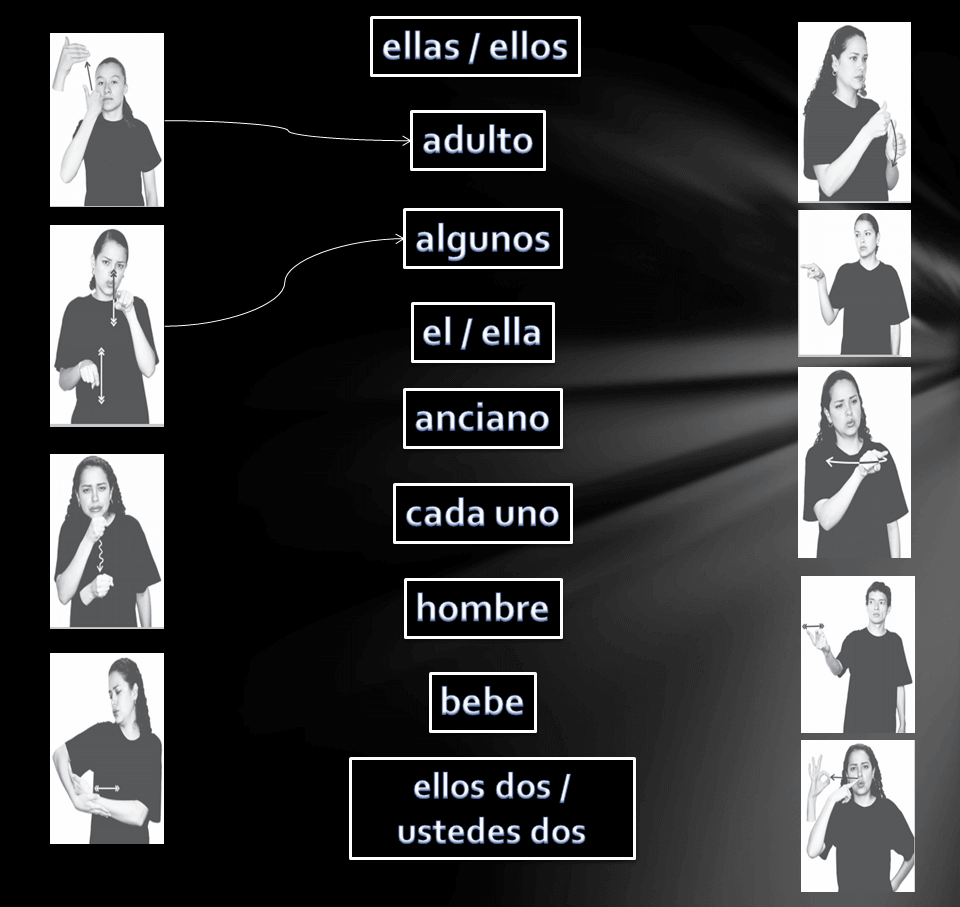 ellas / ellos
adulto
algunos
el / ella
anciano
cada uno
hombre
bebe
ellos dos /
ustedes dos